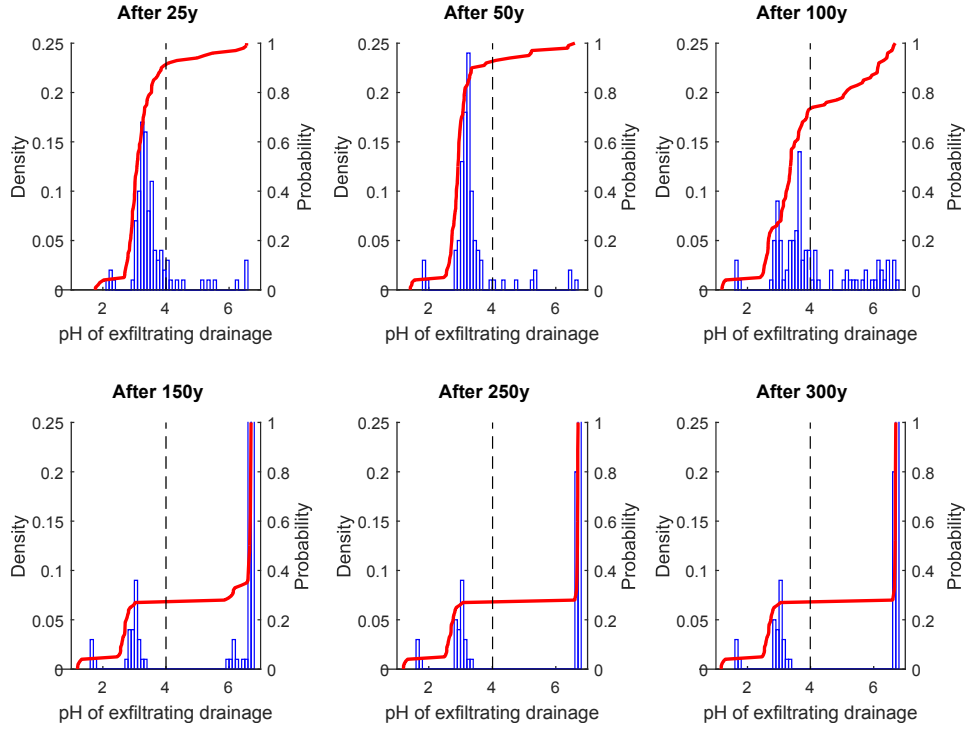 After 25y
After 50y
After 100y
0.25
0.2
0.15
0.1
0.05
0
Density
1
0.8
0.6
0.4
0.2
0
Probability
2 4 6
pH of exfiltrating drainage
0.25
0.2
0.15
0.1
0.05
0
Density
1
0.8
0.6
0.4
0.2
0
Probability
2 4 6
pH of exfiltrating drainage
0.25
0.2
0.15
0.1
0.05
0
Density
1
0.8
0.6
0.4
0.2
0
Probability
2 4 6
pH of exfiltrating drainage
After 150y
After 250y
After 300y
0.25
0.2
0.15
0.1
0.05
0
Density
1
0.8
0.6
0.4
0.2
0
Probability
2 4 6
pH of exfiltrating drainage
0.25
0.2
0.15
0.1
0.05
0
Density
1
0.8
0.6
0.4
0.2
0
Probability
2 4 6
pH of exfiltrating drainage
0.25
0.2
0.15
0.1
0.05
0
Density
1
0.8
0.6
0.4
0.2
0
Probability
2 4 6
pH of exfiltrating drainage